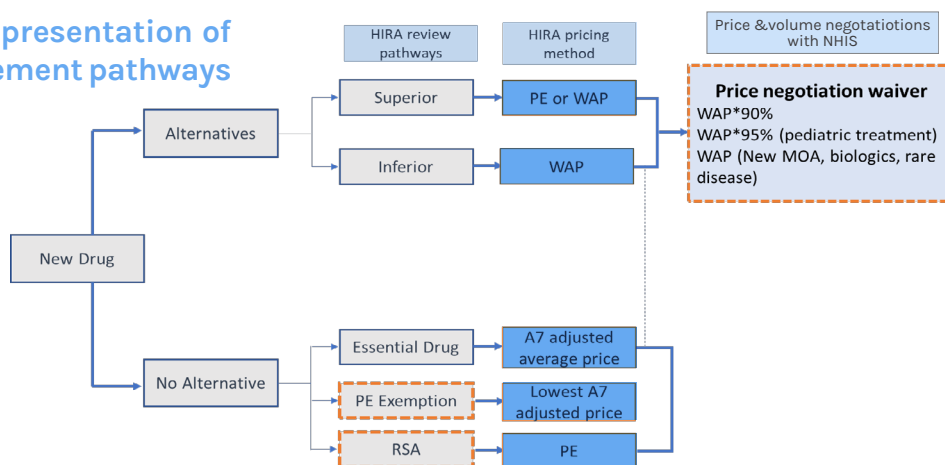 presentation of
ement pathways
HIRA review
pathways
HIRA pricing
method
Price &volume negotatiotions
with NHIS
Superior
PE or WAP
Price negotiation waiver
WAP*90%
WAP*95% (pediatric treatment)
WAP (New MOA, biologics, rare
disease)
Alternatives
Inferior
WAP
New Drug
Essential Drug
A7 adjusted
average price
No Alternative
PE Exemption
Lowest A7
adjusted price
RSA
PE